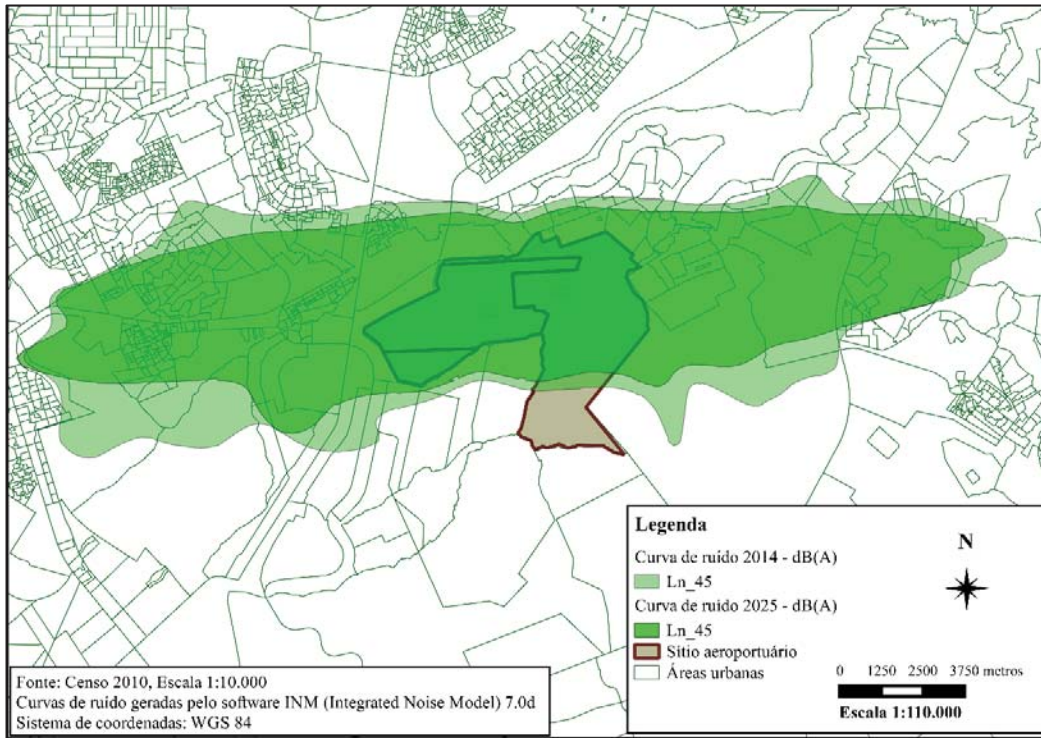 Legenda
Curva de ruído 2014 - dB(A)
Ln_45
Curva de ruído 2025 - dB(A)
Ln_45
Sítio aeroportuário
Áreas urbanas
N
0 1250 2500 3750 metros
Escala 1:110.000
Fonte: Censo 2010, Escala 1:10.000
Curvas de ruído geradas pelo software INM (Integrated Noise Model) 7.0d
Sistema de coordenadas: WGS 84